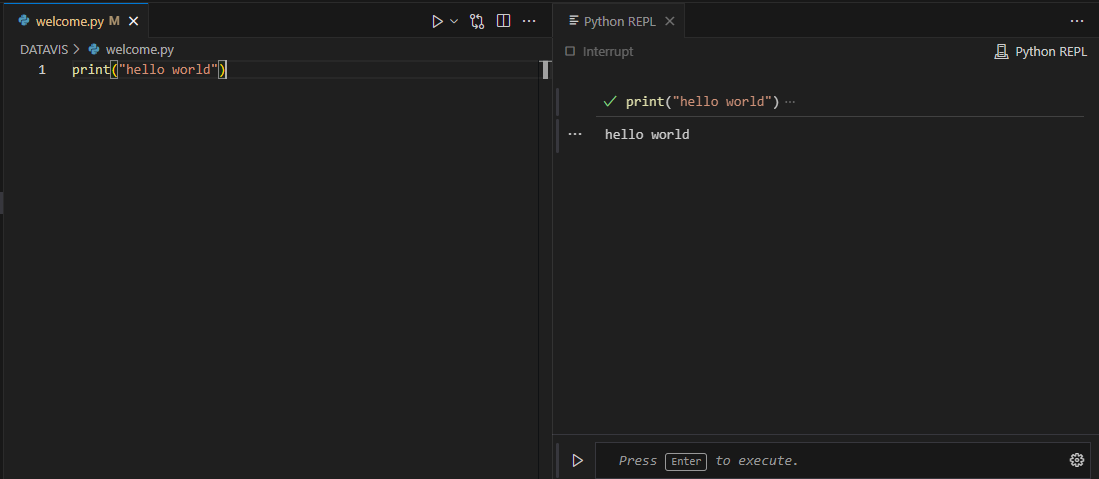 welcome.py M
Python REPL
DATAVIS > welcome.py
Interrupt
Python REPL
1 print("hello world")
print("hello world") ...
hello world
Press Enter to execute.